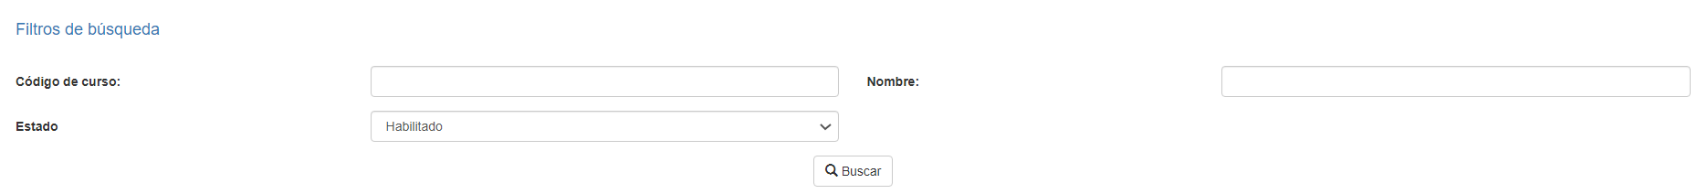 Filtros de búsqueda
Código de curso:
Nombre:
Estado
Habilitado
Buscar